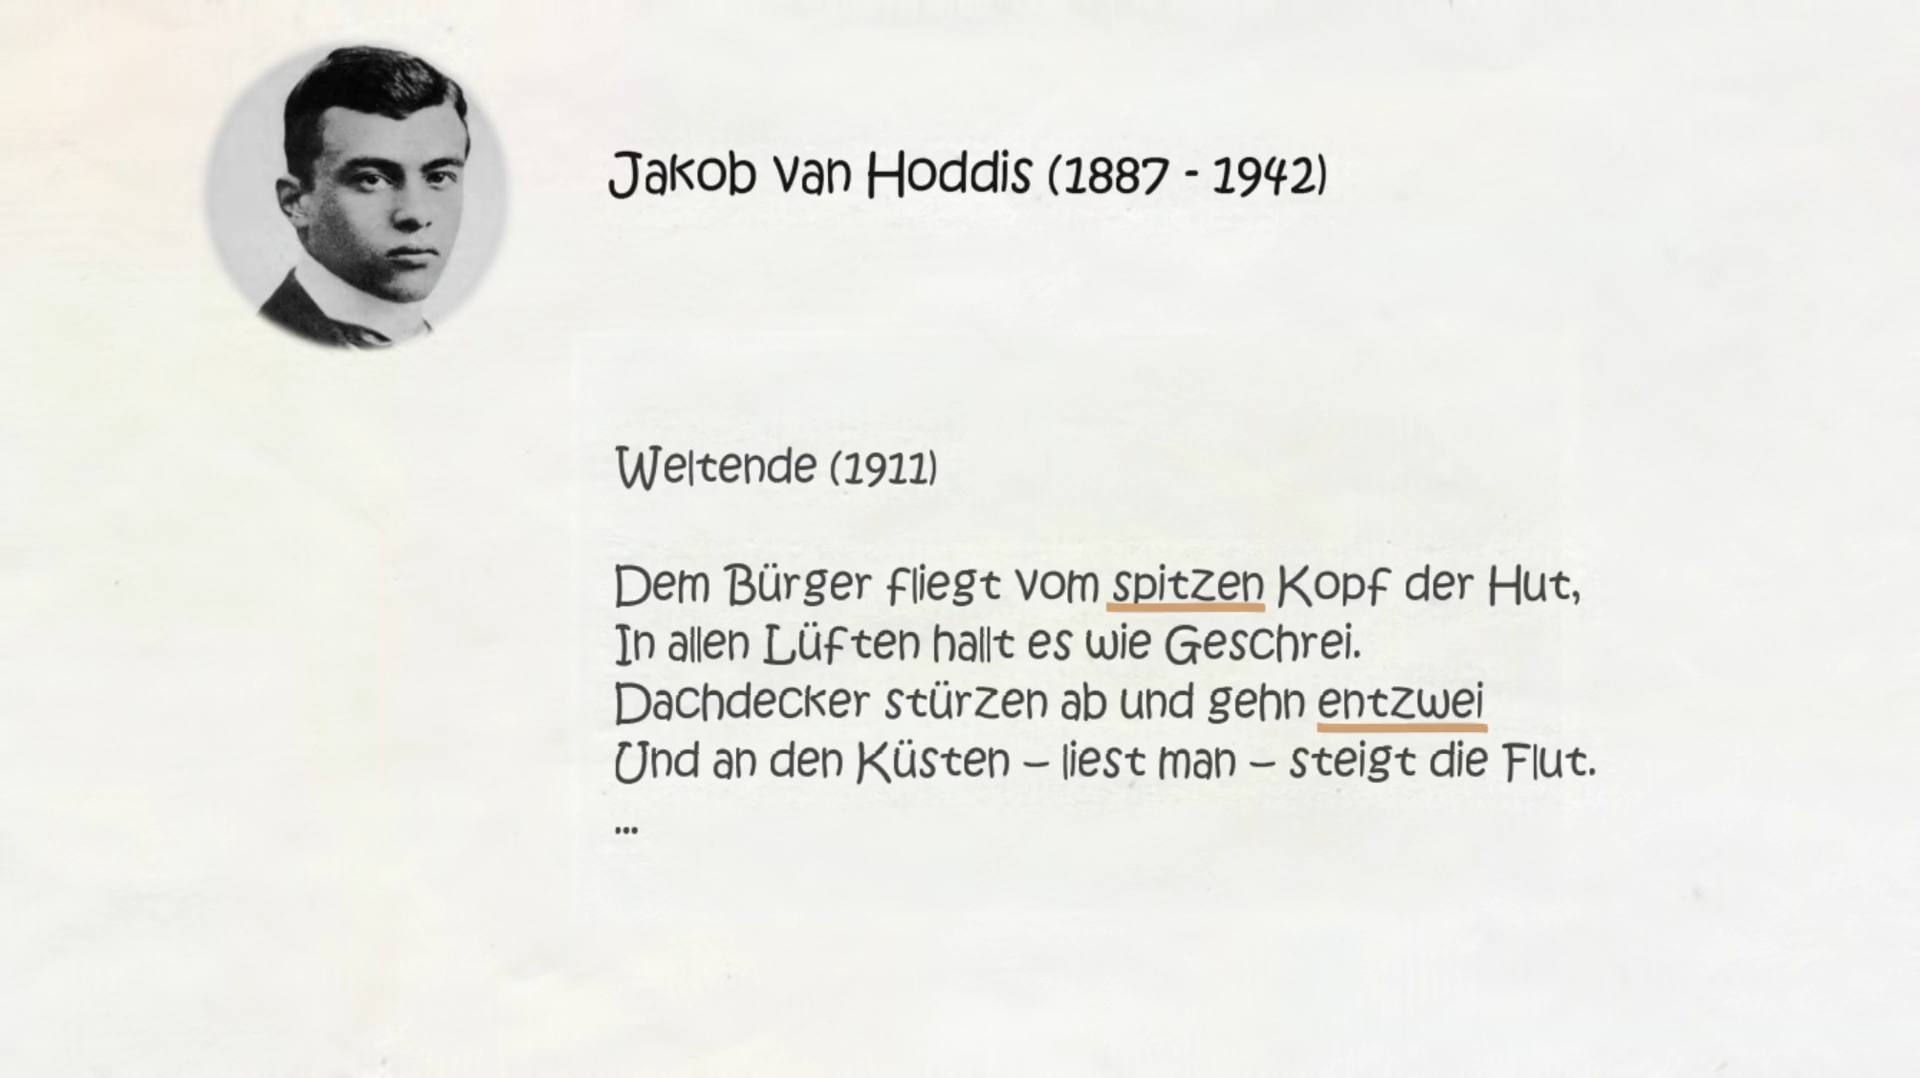 Jakob van Hoddis (1887 - 1942)
Weltende (1911)
Dem Bürger fliegt vom spitzen Kopf der Hut,
In allen Lüften hallt es wie Geschrei.
Dachdecker stürzen ab und gehn entzwei
Und an den Küsten – liest man – steigt die Flut.
...